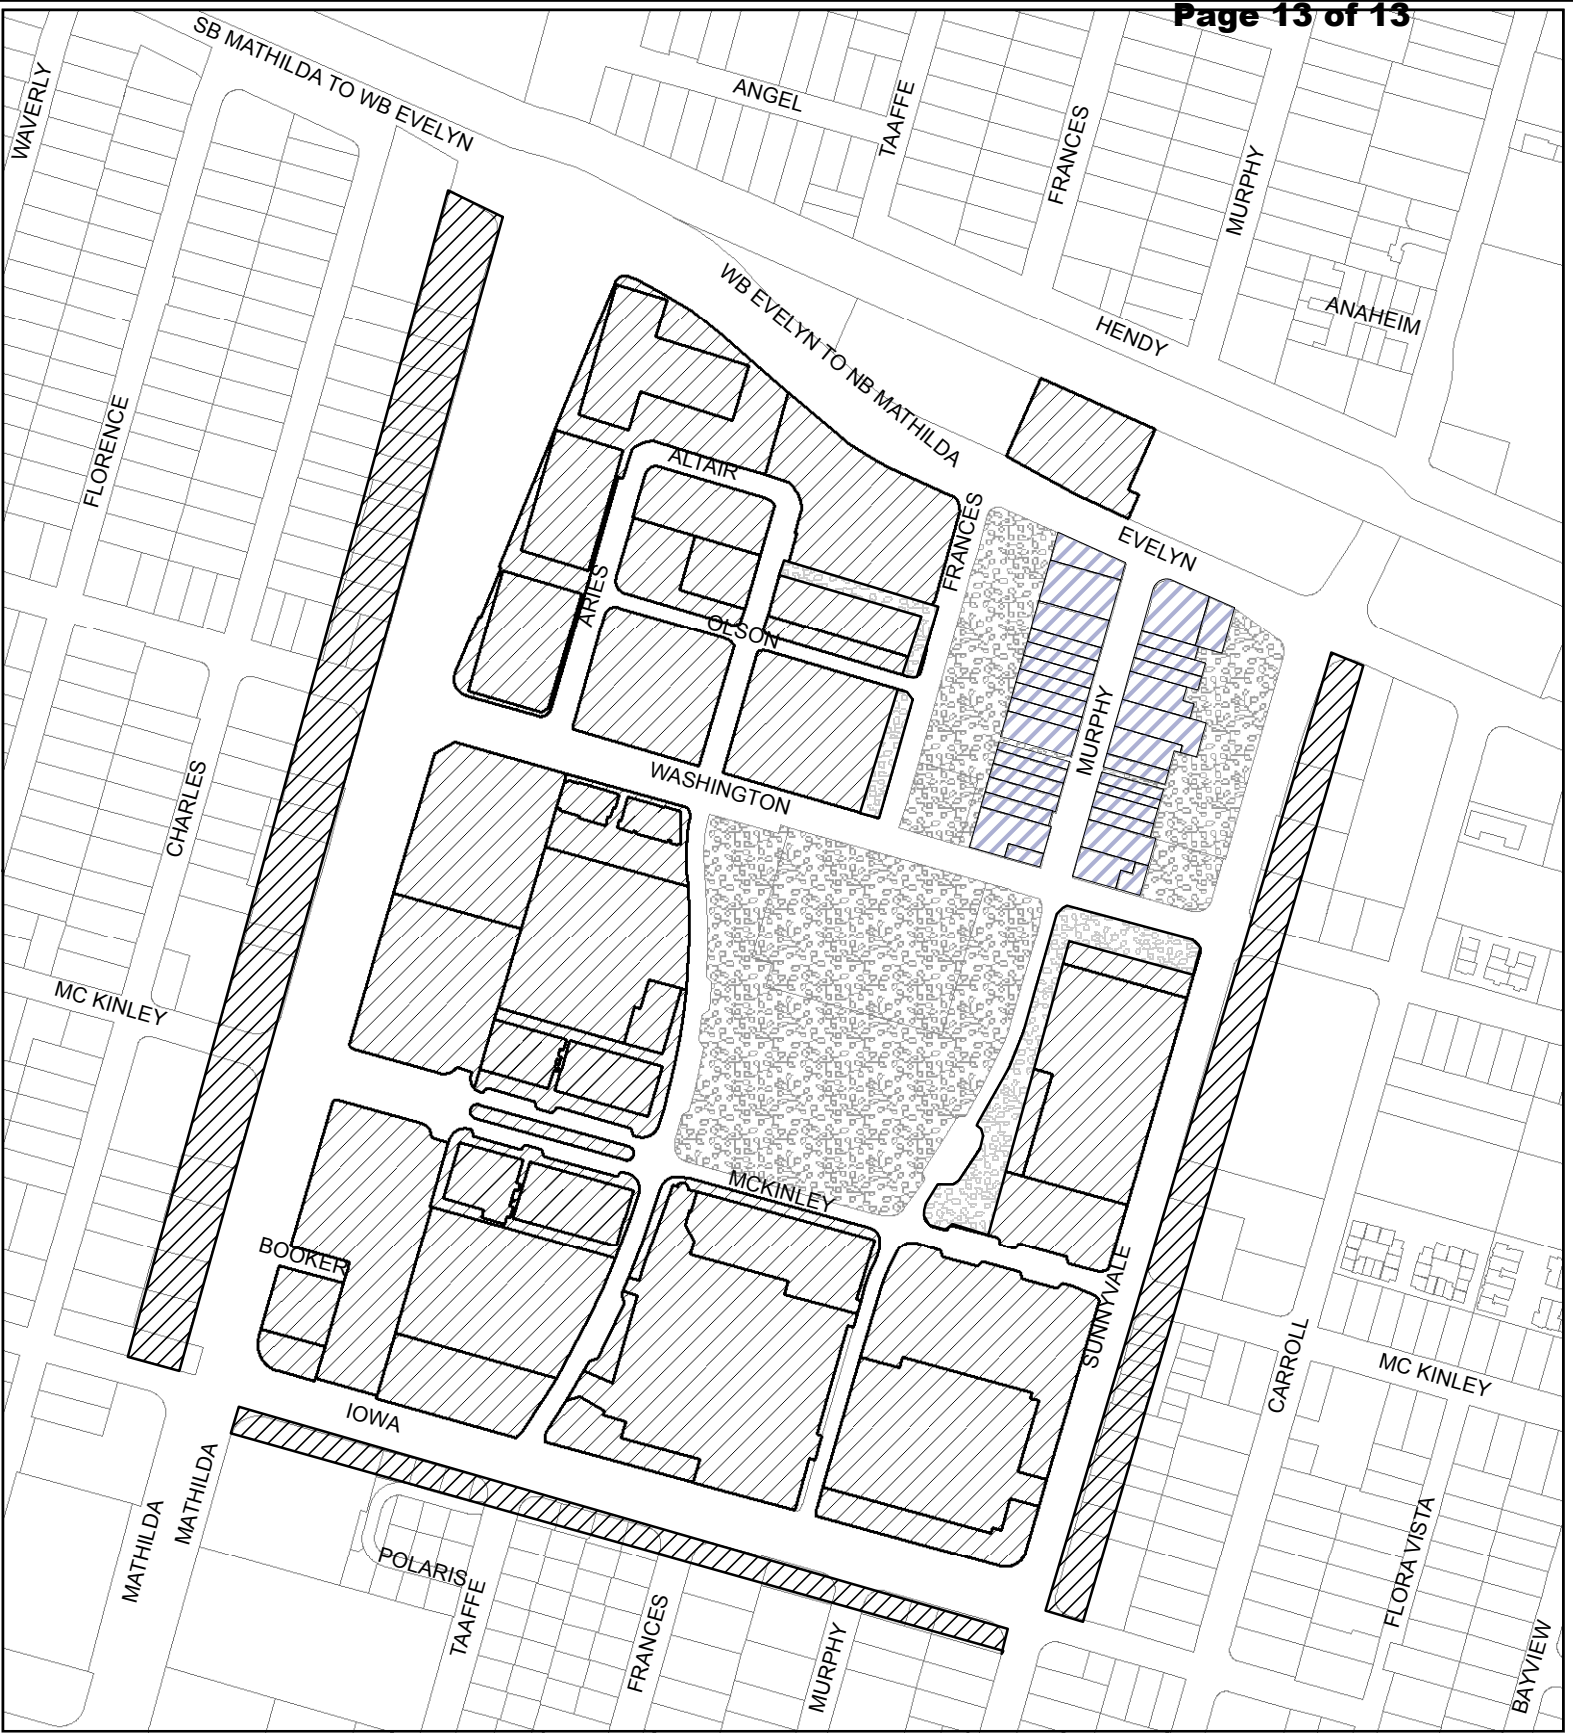 Page 13 of 13
SB MATHILDA TO WB EVELYN
WAVERLY
ANGEL
TAAFFE
FRANCES
MURPHY
ANAHEIM
HENDY
WB EVELYN TO NB MATHILDA
FLORENCE
ALTAIR
FRANCES
EVELYN
ARIES
OLSON
MURPHY
WASHINGTON
CHARLES
MC KINLEY
MCKINLEY
BOOKER
SUNNYVALE
CARROLL
MC KINLEY
IOWA
MATHILDA
MATHILDA
POLARIS
TAAFFE
FRANCES
MURPHY
FLORA VISTA
BAYVIEW